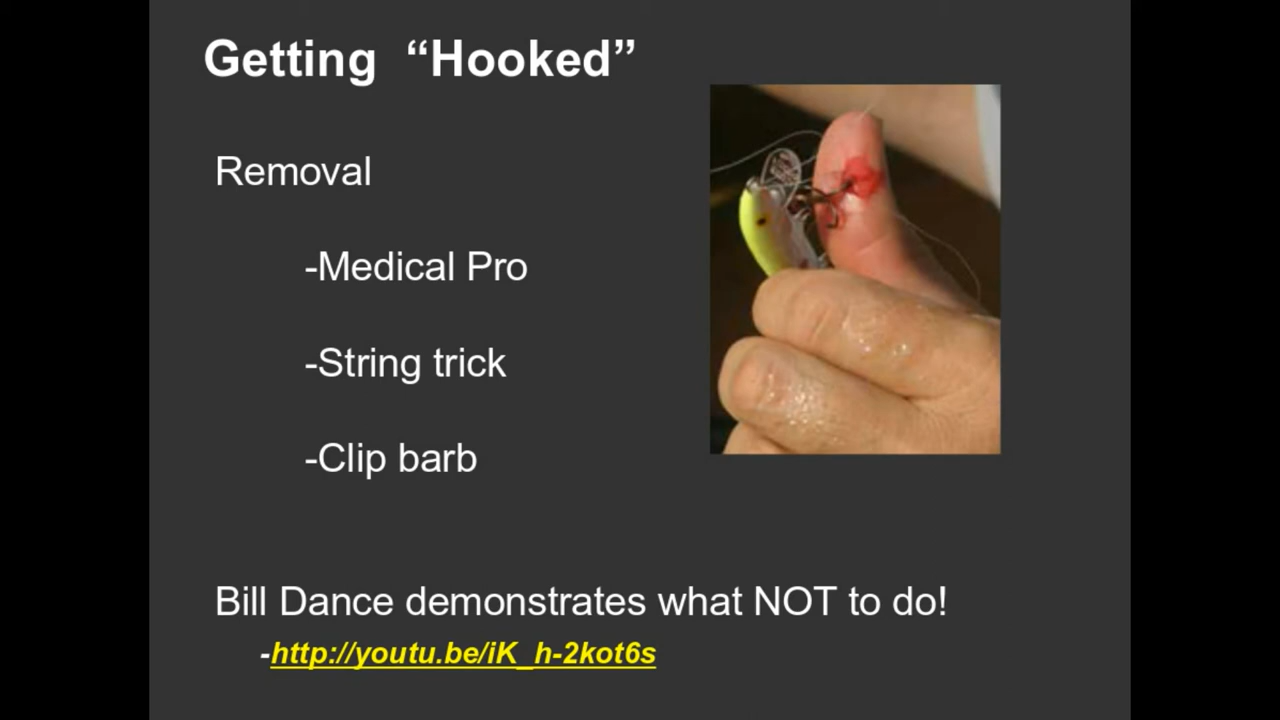 Getting “Hooked”
Removal
-Medical Pro
-String trick
-Clip barb
Bill Dance demonstrates what NOT to do!
-http://youtu.be/iK_h-2kot6s